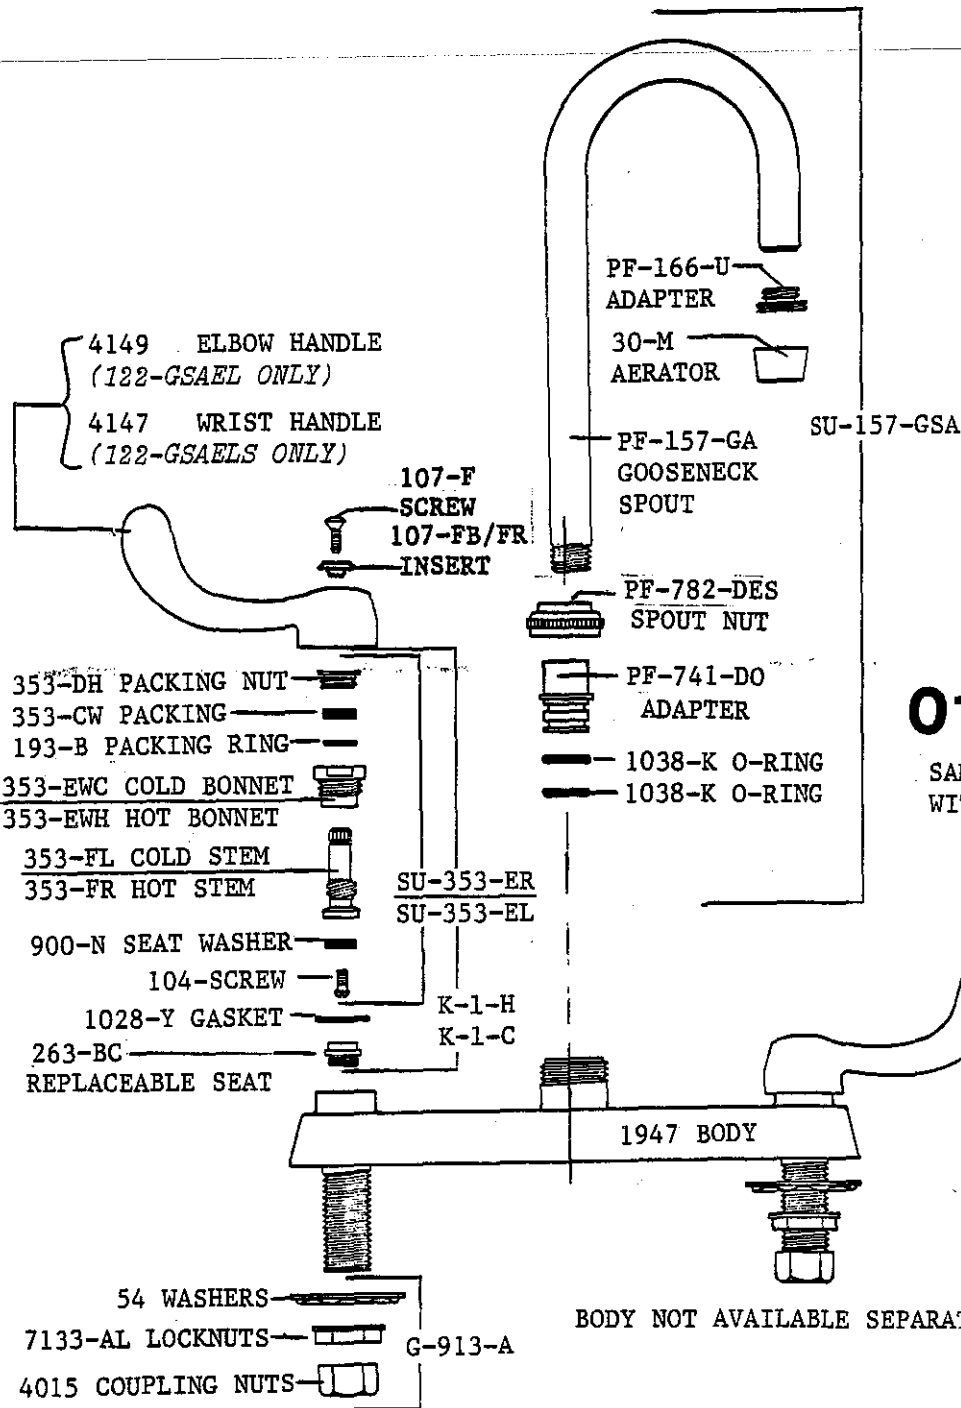 4149 ELBOW HANDLE
(122-GSAEL ONLY)
4147 WRIST HANDLE
(122-GSAELS ONLY)
107-F
SCREW
107-FB/FR
INSERT
PF-166-U
ADAPTER
30-M
AERATOR
SU-157-GSA
PF-157-GA
GOOSENECK
SPOUT
PF-782-DES
SPOUT NUT
PF-741-DO
ADAPTER
1038-K O-RING
1038-K O-RING
353-DH PACKING NUT
353-CW PACKING
193-B PACKING RING
353-EWC COLD BONNET
353-EWH HOT BONNET
353-FL COLD STEM
353-FR HOT STEM
SU-353-ER
SU-353-EL
900-N SEAT WASHER
104-SCREW
1028-Y GASKET
263-BC
REPLACEABLE SEAT
K-1-H
K-1-C
1947 BODY
54 WASHERS
7133-AL LOCKNUTS
4015 COUPLING NUTS
G-913-A
BODY NOT AVAILABLE